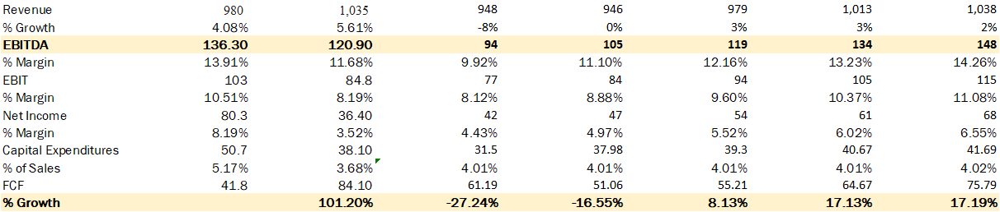 Revenue 980 1,035 948 946 979 1,013 1,038
% Growth 4.08% 5.61% -8% 0% 3% 3% 2%
EBITDA 136.30 120.90 94 105 119 134 148
% Margin 13.91% 11.68% 9.92% 11.10% 12.16% 13.23% 14.26%
EBIT 103 84.8 77 84 94 105 115
% Margin 10.51% 8.19% 8.12% 8.88% 9.60% 10.37% 11.08%
Net Income 80.3 36.40 42 47 54 61 68
% Margin 8.19% 3.52% 4.43% 4.97% 5.52% 6.02% 6.55%
Capital Expenditures 50.7 38.10 31.5 37.98 39.3 40.67 41.69
% of Sales 5.17% 3.68% 4.01% 4.01% 4.01% 4.01% 4.02%
FCF 41.8 84.10 61.19 51.06 55.21 64.67 75.79
% Growth 101.20% -27.24% -16.55% 8.13% 17.13% 17.19%